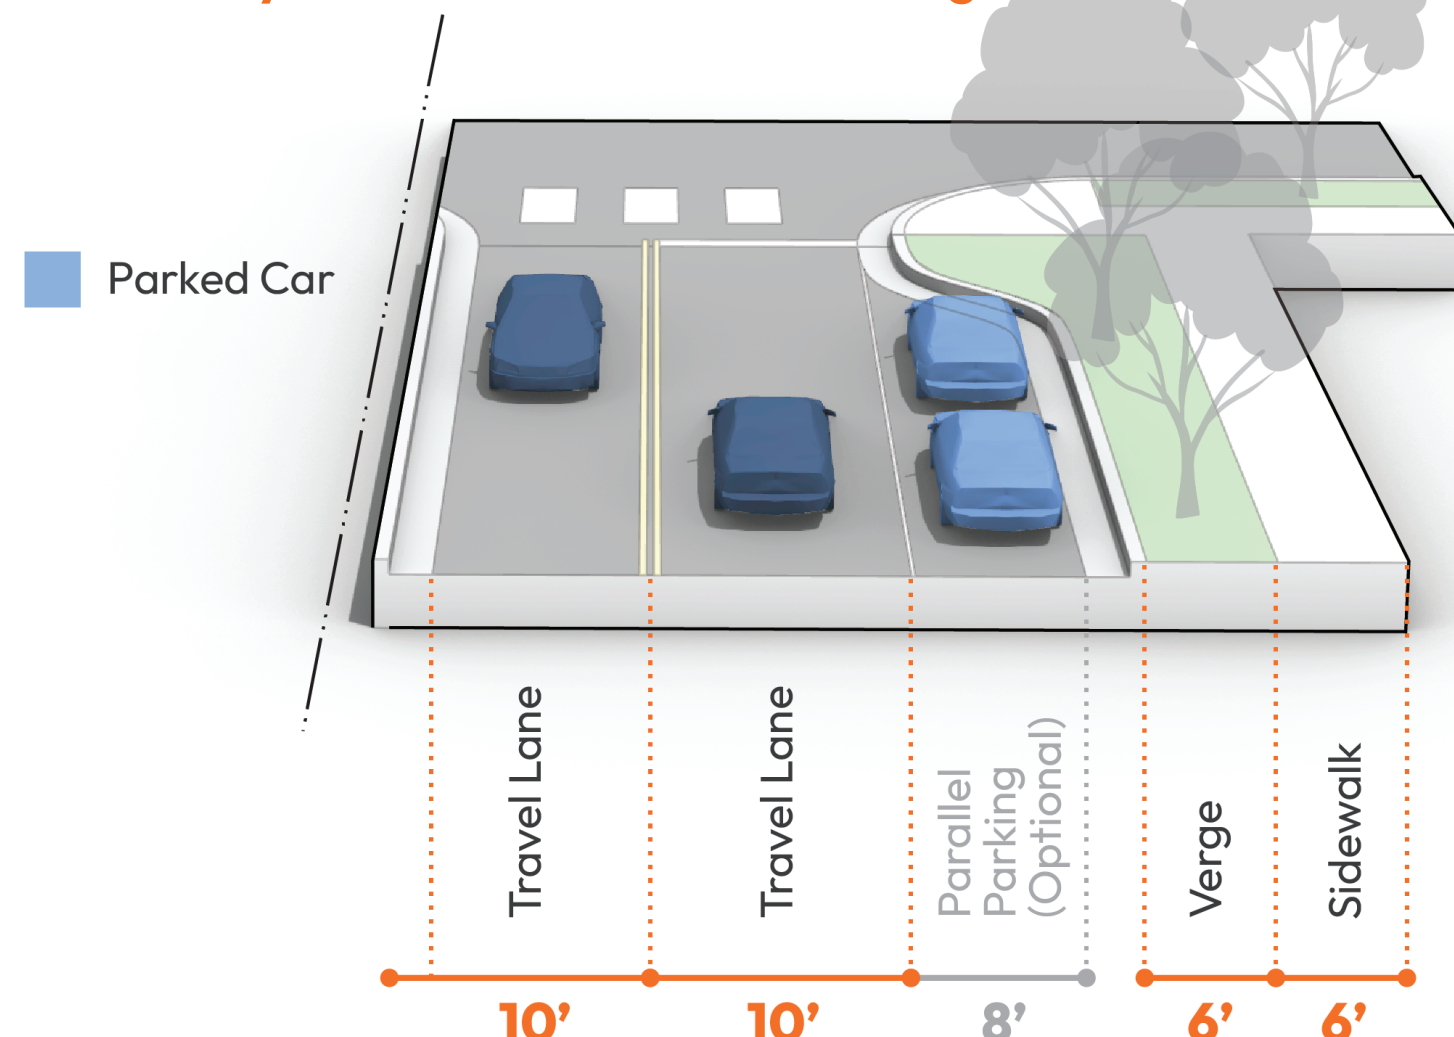 Parked Car
Travel Lane
Travel Lane
Parallel
Parking
(Optional)
Verge
Sidewalk
10’
10’
8’
6’
6’